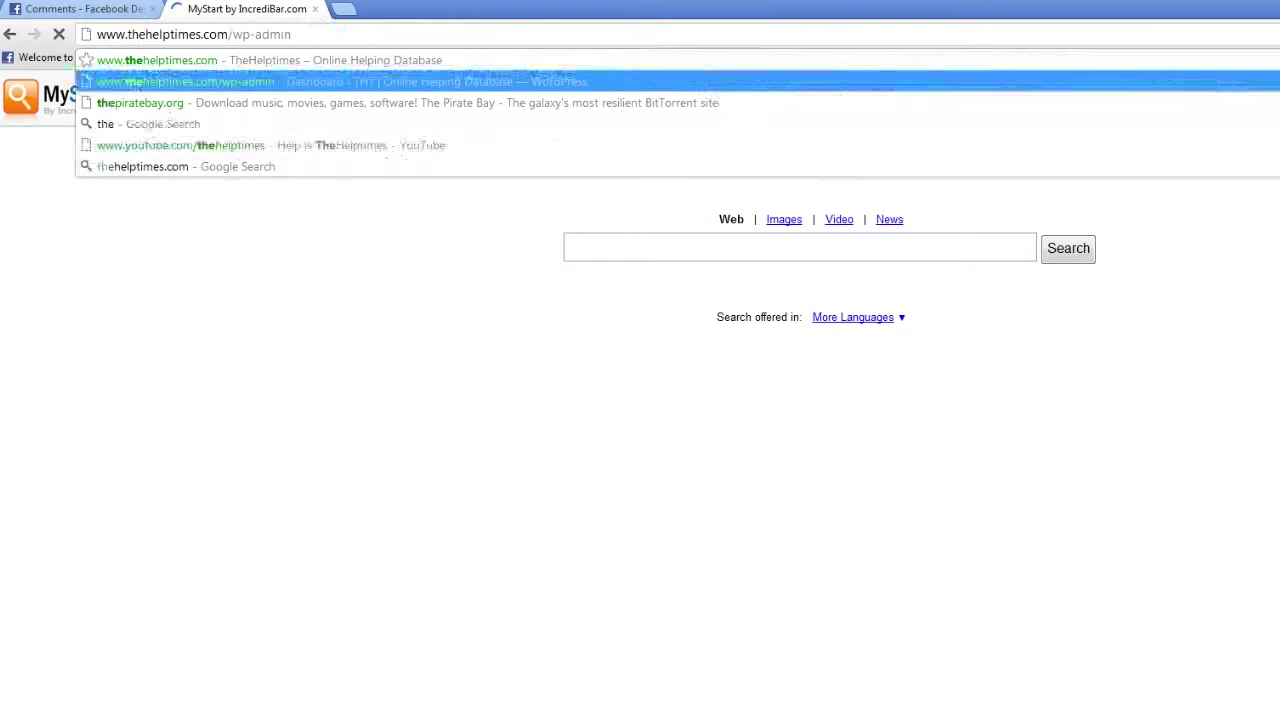 Comments - Facebook De
MyStart by IncrediBar.com
www.thehelptimes.com/wp-admin
Welcome to
www.thehelptimes.com - TheHelptimes – Online Helping Database
www.thehelptimes.com/wp-admin - Dashboard - [HT] Online Helping Database — WordPress
thepiratebay.org - Download music, movies, games, software! The Pirate Bay - The galaxy's most resilient BitTorrent site
the - Google Search
www.youtube.com/thehelptimes - Help is TheHelptimes - YouTube
thehelptimes.com - Google Search
MyS
By Incre
Web | Images | Video | News
Search
Search offered in: More Languages ▼